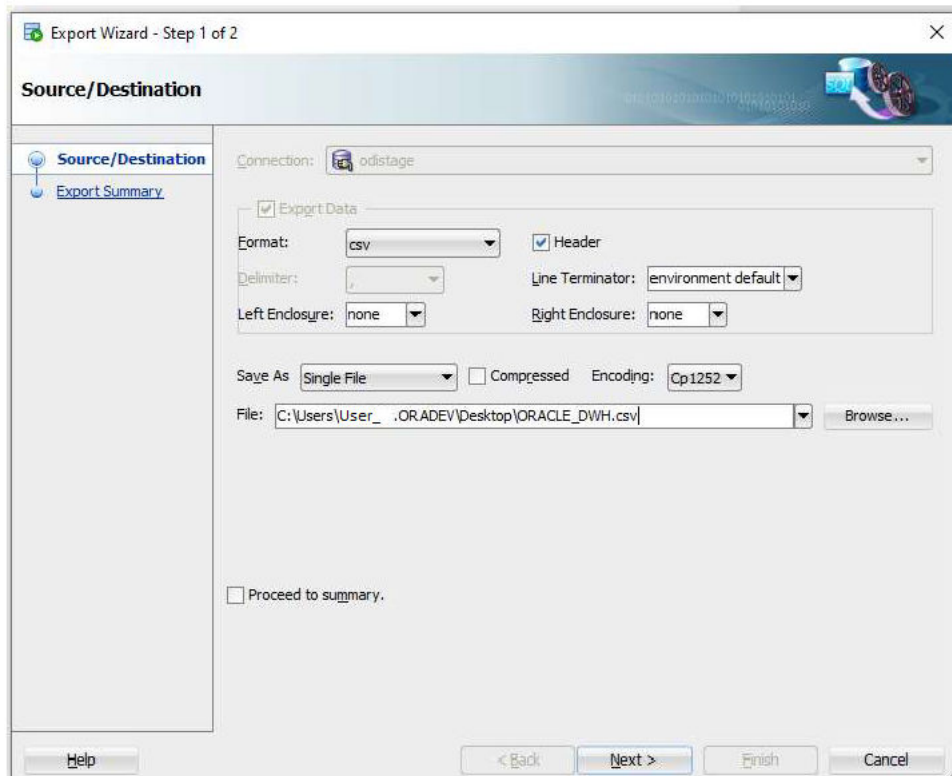 Export Wizard - Step 1 of 2
Source/Destination
Source/Destination
Export Summary
Connection: odistage
Export Data
Format: csv Header
Delimiter: , Line Terminator: environment default
Left Enclosure: none Right Enclosure: none
Save As Single File Compressed Encoding: Cp1252
File: C:\Users\User_ .ORADEV\Desktop\ORACLE_DWH.csv Browse...
Proceed to summary.
Help < Back Next > Finish Cancel